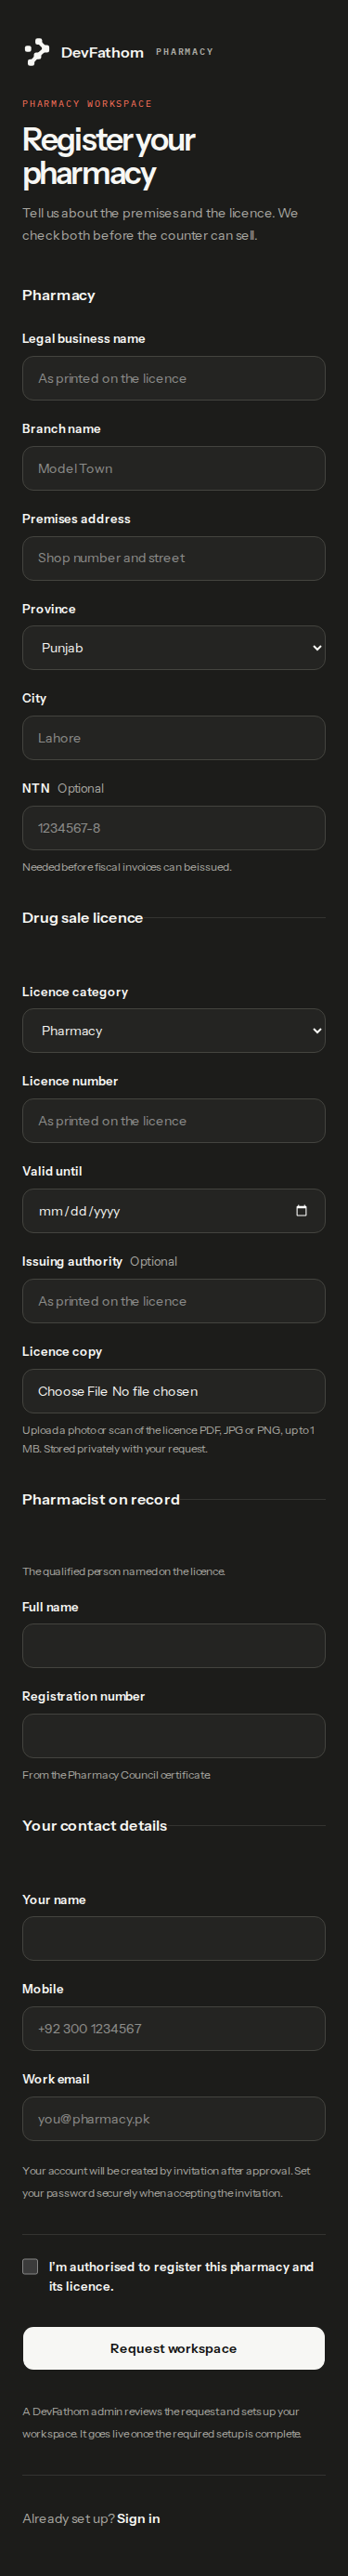 DevFathom PHARMACY
PHARMACY WORKSPACE
Register your
pharmacy
Tell us about the premises and the licence. We
check both before the counter can sell.
Pharmacy
Legal business name
As printed on the licence
Branch name
Model Town
Premises address
Shop number and street
Province
Punjab
City
Lahore
NTN Optional
1234567-8
Needed before fiscal invoices can be issued.
Drug sale licence
Licence category
Pharmacy
Licence number
As printed on the licence
Valid until
mm/dd/yyyy
Issuing authority Optional
As printed on the licence
Licence copy
Choose File No file chosen
Upload a photo or scan of the licence. PDF, JPG or PNG, up to 1
MB. Stored privately with your request.
Pharmacist on record
The qualified person named on the licence.
Full name
Registration number
From the Pharmacy Council certificate.
Your contact details
Your name
Mobile
+92 300 1234567
Work email
you@pharmacy.pk
Your account will be created by invitation after approval. Set
your password securely when accepting the invitation.
I'm authorised to register this pharmacy and
its licence.
Request workspace
A DevFathom admin reviews the request and sets up your
workspace. It goes live once the required setup is complete.
Already set up? Sign in